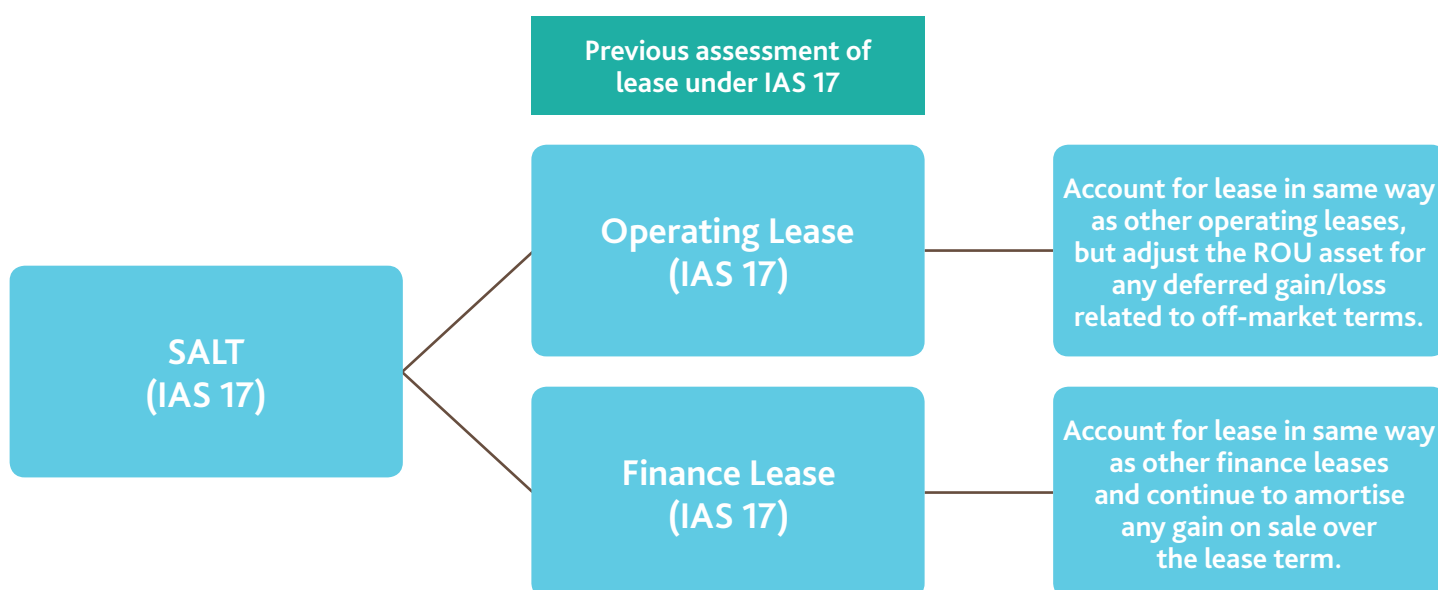 Previous assessment of
lease under IAS 17
SALT
(IAS 17)
Operating Lease
(IAS 17)
Account for lease in same way
as other operating leases,
but adjust the ROU asset for
any deferred gain/loss
related to off-market terms.
Finance Lease
(IAS 17)
Account for lease in same way
as other finance leases
and continue to amortise
any gain on sale over
the lease term.